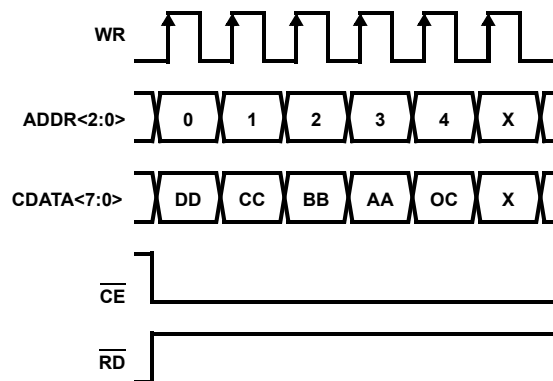 WR
ADDR<2:0> 0 1 2 3 4 X
CDATA<7:0> DD CC BB AA OC X
CE
RD